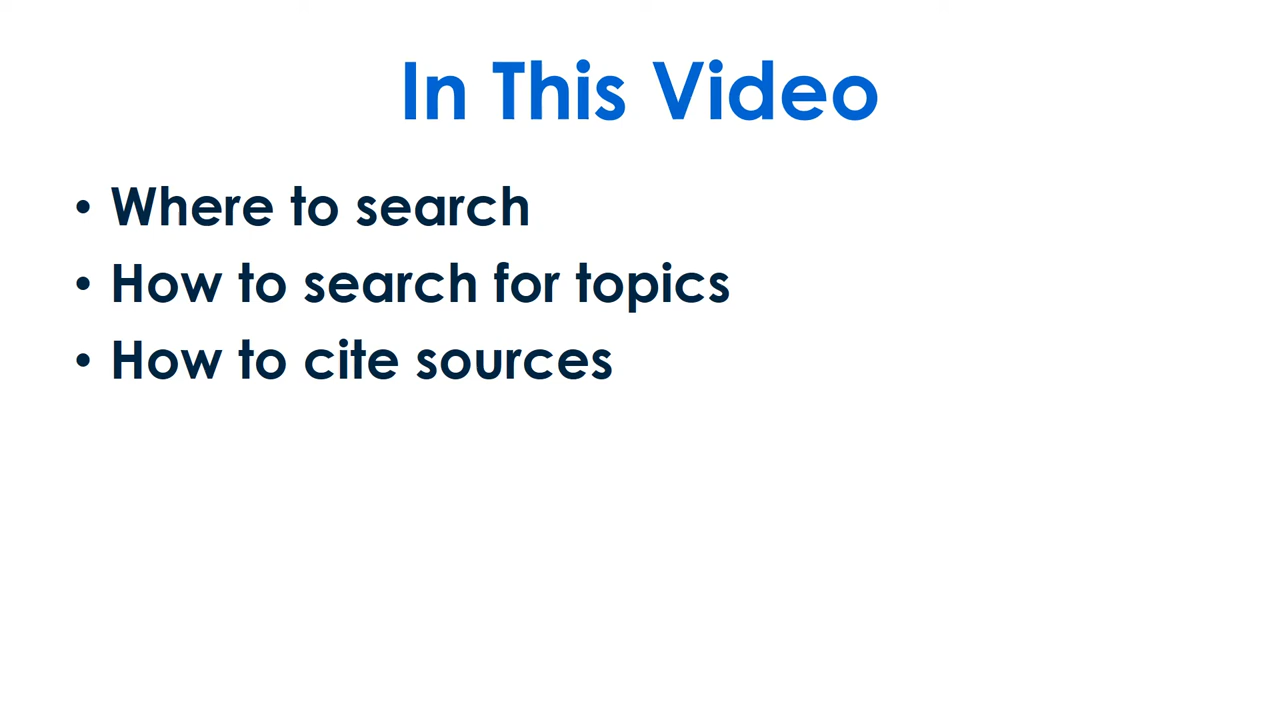 In This Video
• Where to search
• How to search for topics
• How to cite sources